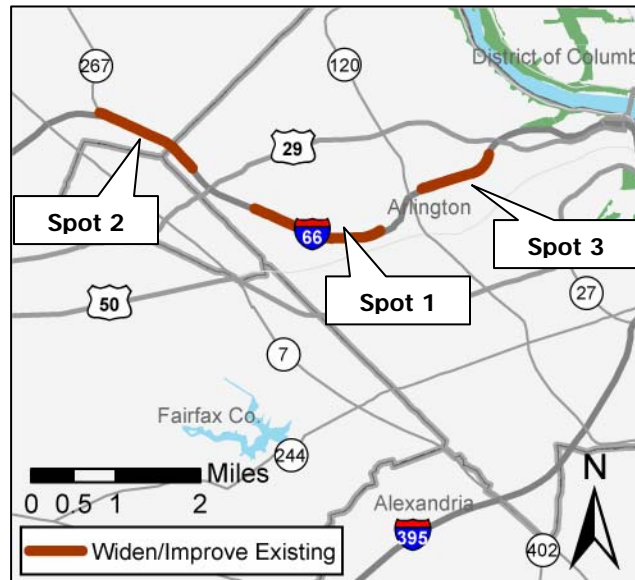 267
120
District of Columb
29
Spot 2
Arlington
66
Spot 3
Spot 1
50
27
7
Fairfax Co.
244
Miles
0 0.5 1 2
N
Alexandria
395
402
Widen/Improve Existing